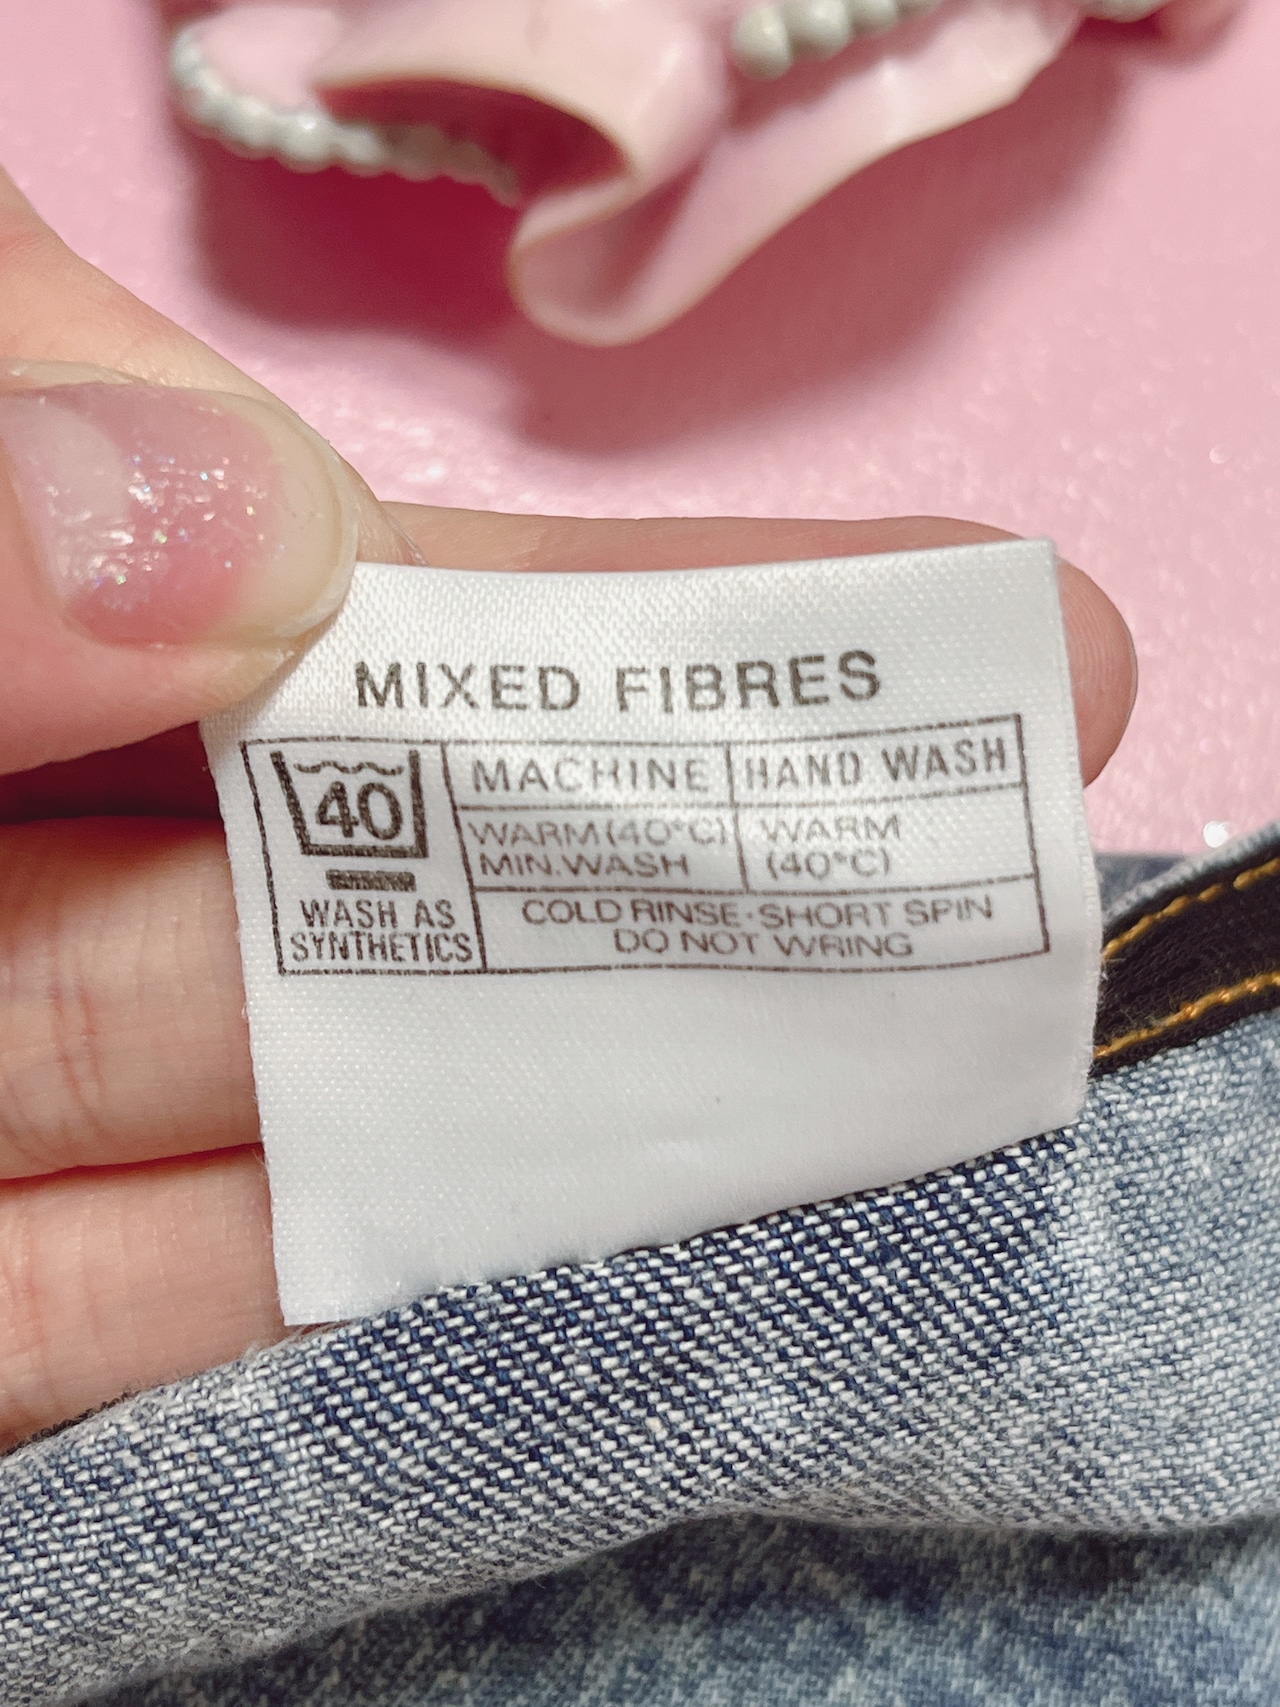 MIXED FIBRES
40
WASH AS
SYNTHETICS
MACHINE
WARM (40°C)
MIN. WASH
HAND WASH
WARM
(40°C)
COLD RINSE·SHORT SPIN
DO NOT WRING